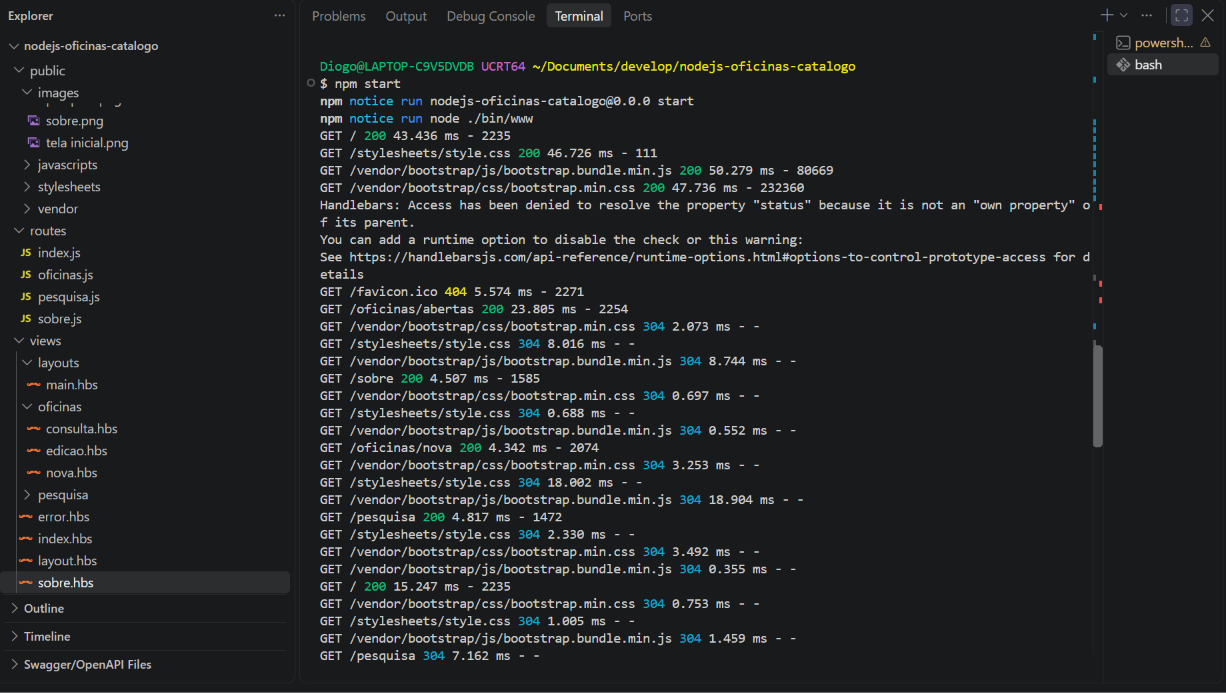 Explorer
nodejs-oficinas-catalogo
public
images
sobre.png
tela inicial.png
javascripts
stylesheets
vendor
routes
JS index.js
JS oficinas.js
JS pesquisa.js
JS sobre.js
views
layouts
main.hbs
oficinas
consulta.hbs
edicao.hbs
nova.hbs
pesquisa
error.hbs
index.hbs
layout.hbs
sobre.hbs
Outline
Timeline
Swagger/OpenAPI Files
Problems Output Debug Console Terminal Ports
Diogo@LAPTOP-C9V5DVDB UCRT64 ~/Documents/develop/nodejs-oficinas-catalogo
$ npm start
npm notice run nodejs-oficinas-catalogo@0.0.0 start
npm notice run node ./bin/www
GET / 200 43.436 ms - 2235
GET /stylesheets/style.css 200 46.726 ms - 111
GET /vendor/bootstrap/js/bootstrap.bundle.min.js 200 50.279 ms - 80669
GET /vendor/bootstrap/css/bootstrap.min.css 200 47.736 ms - 232360
Handlebars: Access has been denied to resolve the property "status" because it is not an "own property" o
f its parent.
You can add a runtime option to disable the check or this warning:
See https://handlebarsjs.com/api-reference/runtime-options.html#options-to-control-prototype-access for d
etails
GET /favicon.ico 404 5.574 ms - 2271
GET /oficinas/abertas 200 23.805 ms - 2254
GET /vendor/bootstrap/css/bootstrap.min.css 304 2.073 ms - -
GET /stylesheets/style.css 304 8.016 ms - -
GET /vendor/bootstrap/js/bootstrap.bundle.min.js 304 8.744 ms - -
GET /sobre 200 4.507 ms - 1585
GET /vendor/bootstrap/css/bootstrap.min.css 304 0.697 ms - -
GET /stylesheets/style.css 304 0.688 ms - -
GET /vendor/bootstrap/js/bootstrap.bundle.min.js 304 0.552 ms - -
GET /oficinas/nova 200 4.342 ms - 2074
GET /vendor/bootstrap/css/bootstrap.min.css 304 3.253 ms - -
GET /stylesheets/style.css 304 18.002 ms - -
GET /vendor/bootstrap/js/bootstrap.bundle.min.js 304 18.904 ms - -
GET /pesquisa 200 4.817 ms - 1472
GET /stylesheets/style.css 304 2.330 ms - -
GET /vendor/bootstrap/css/bootstrap.min.css 304 3.492 ms - -
GET /vendor/bootstrap/js/bootstrap.bundle.min.js 304 0.355 ms - -
GET / 200 15.247 ms - 2235
GET /vendor/bootstrap/css/bootstrap.min.css 304 0.753 ms - -
GET /stylesheets/style.css 304 1.005 ms - -
GET /vendor/bootstrap/js/bootstrap.bundle.min.js 304 1.459 ms - -
GET /pesquisa 304 7.162 ms - -
powersh...
bash